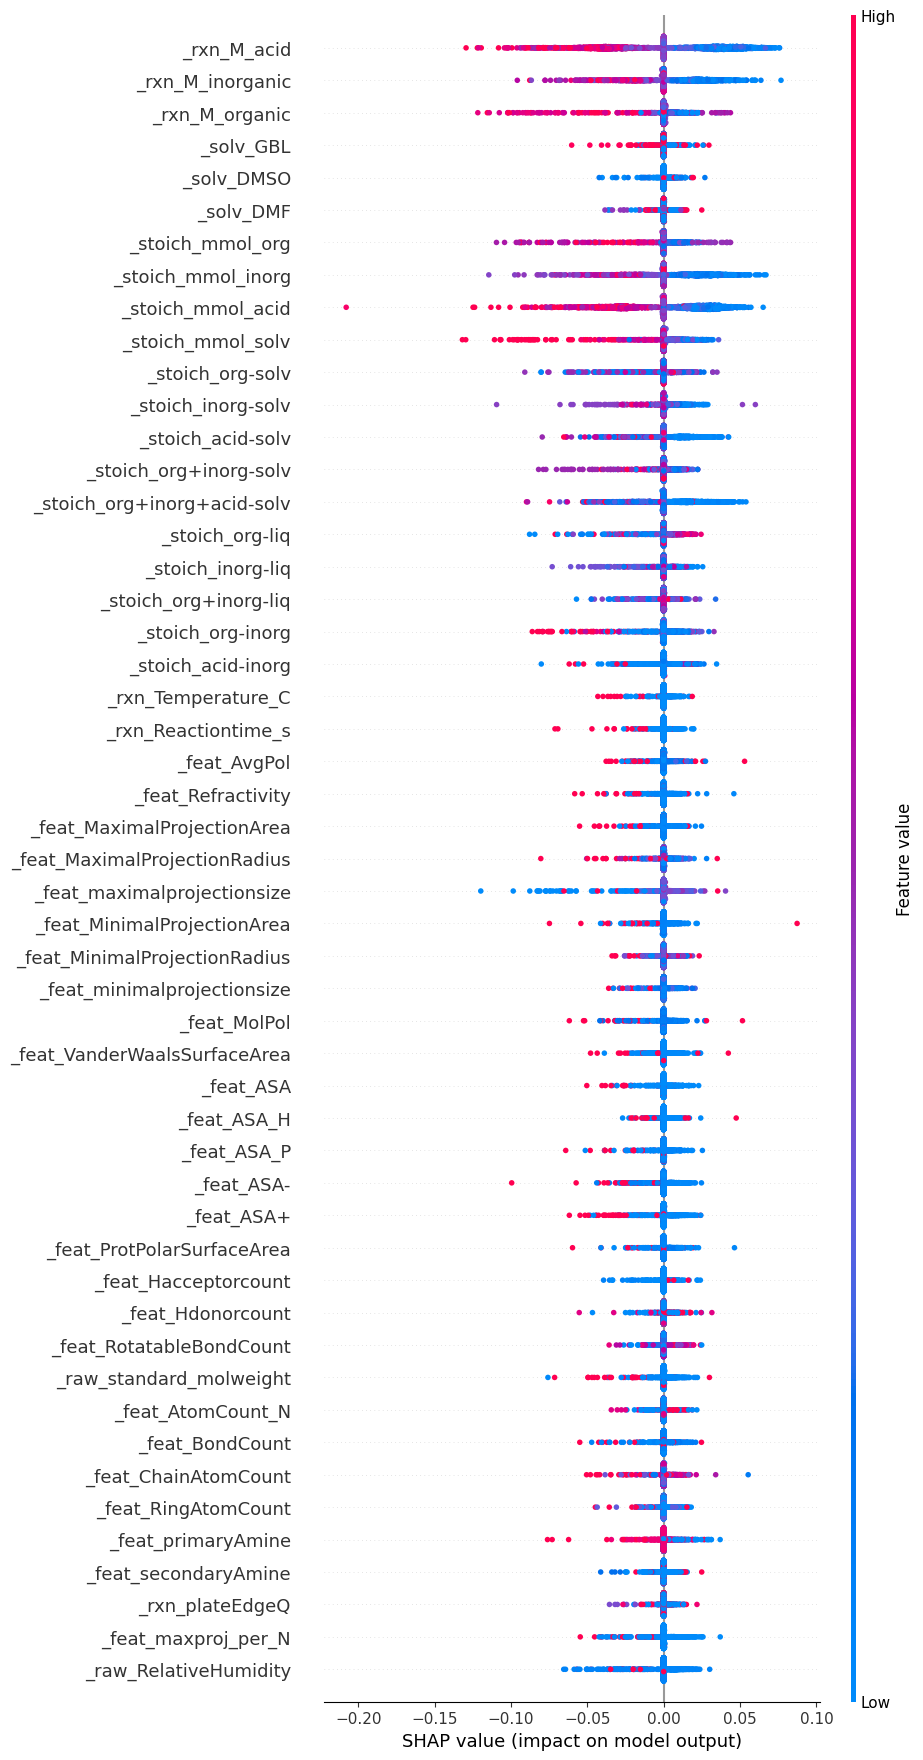 High
_rxn_M_acid
_rxn_M_inorganic
_rxn_M_organic
_solv_GBL
_solv_DMSO
_solv_DMF
_stoich_mmol_org
_stoich_mmol_inorg
_stoich_mmol_acid
_stoich_mmol_solv
_stoich_org-solv
_stoich_inorg-solv
_stoich_acid-solv
_stoich_org+inorg-solv
_stoich_org+inorg+acid-solv
_stoich_org-liq
_stoich_inorg-liq
_stoich_org+inorg-liq
_stoich_org-inorg
_stoich_acid-inorg
_rxn_Temperature_C
_rxn_Reactiontime_s
_feat_AvgPol
_feat_Refractivity
_feat_MaximalProjectionArea
_feat_MaximalProjectionRadius
_feat_maximalprojectionsize
_feat_MinimalProjectionArea
_feat_MinimalProjectionRadius
_feat_minimalprojectionsize
_feat_MolPol
_feat_VanderWaalsSurfaceArea
_feat_ASA
_feat_ASA_H
_feat_ASA_P
_feat_ASA-
_feat_ASA+
_feat_ProtPolarSurfaceArea
_feat_Hacceptorcount
_feat_Hdonorcount
_feat_RotatableBondCount
_raw_standard_molweight
_feat_AtomCount_N
_feat_BondCount
_feat_ChainAtomCount
_feat_RingAtomCount
_feat_primaryAmine
_feat_secondaryAmine
_rxn_plateEdgeQ
_feat_maxproj_per_N
_raw_RelativeHumidity
Feature value
Low
−0.20 −0.15 −0.10 −0.05 0.00 0.05 0.10
SHAP value (impact on model output)